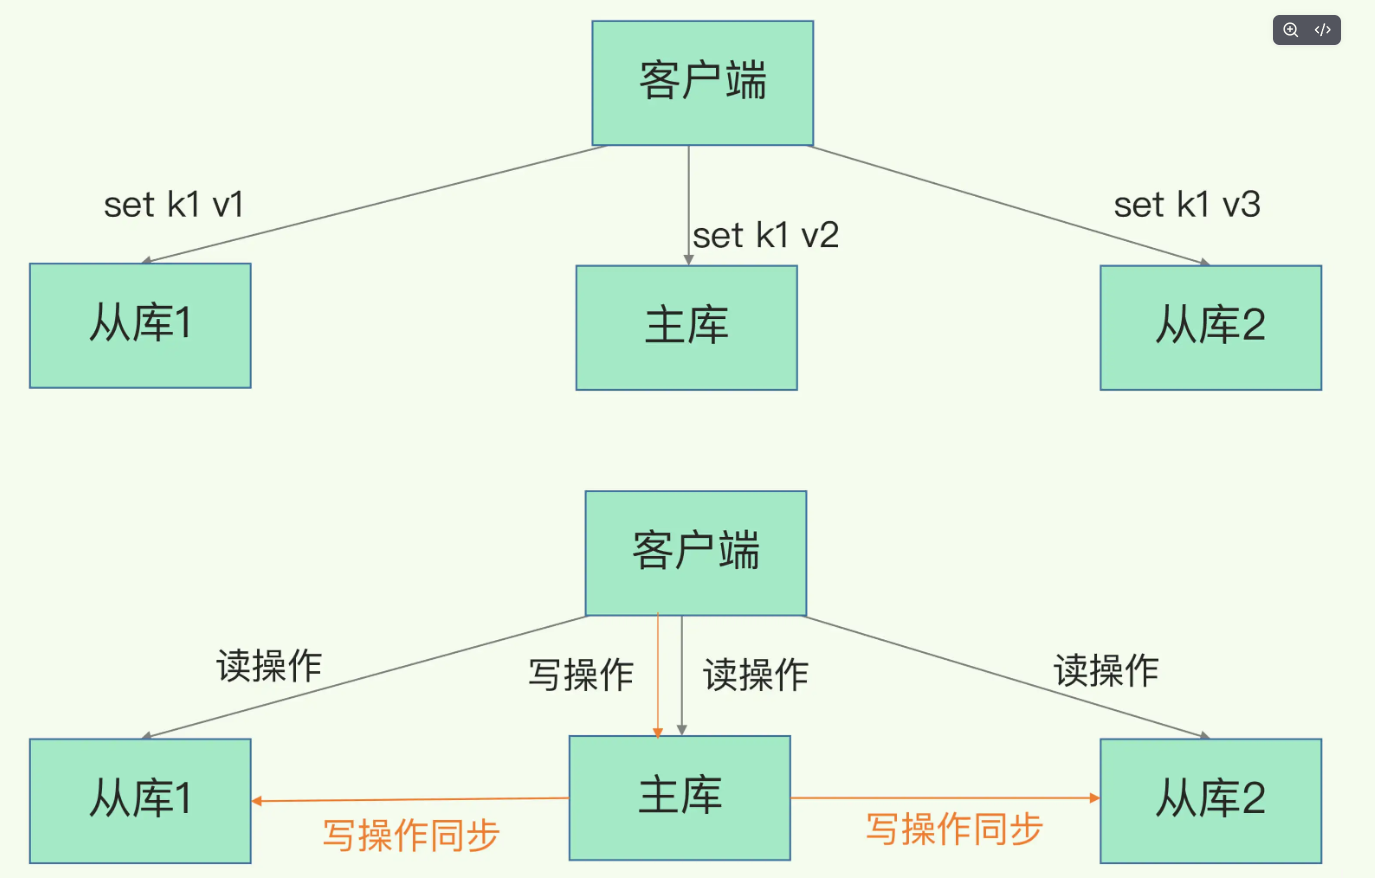 客户端
set k1 v1
set k1 v2
set k1 v3
从库1
主库
从库2
客户端
读操作
写操作
读操作
读操作
从库1
主库
从库2
写操作同步
写操作同步